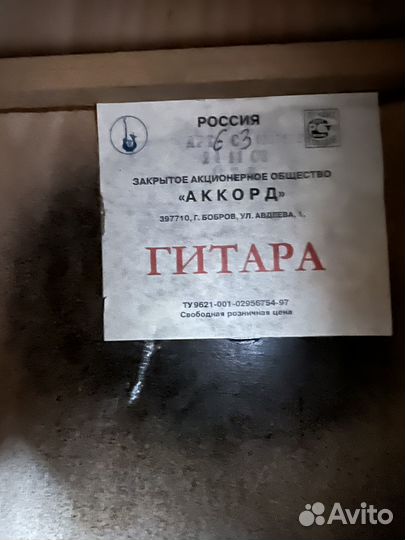 РОССИЯ
603
ЗАКРЫТОЕ АКЦИОНЕРНОЕ ОБЩЕСТВО
«АККОРД»
397710, Г. БОБРОВ, УЛ. АВДЕЕВА, 1,
ГИТАРА
ТУ 9621-001-02956754-97
Свободная розничная цена
Avito